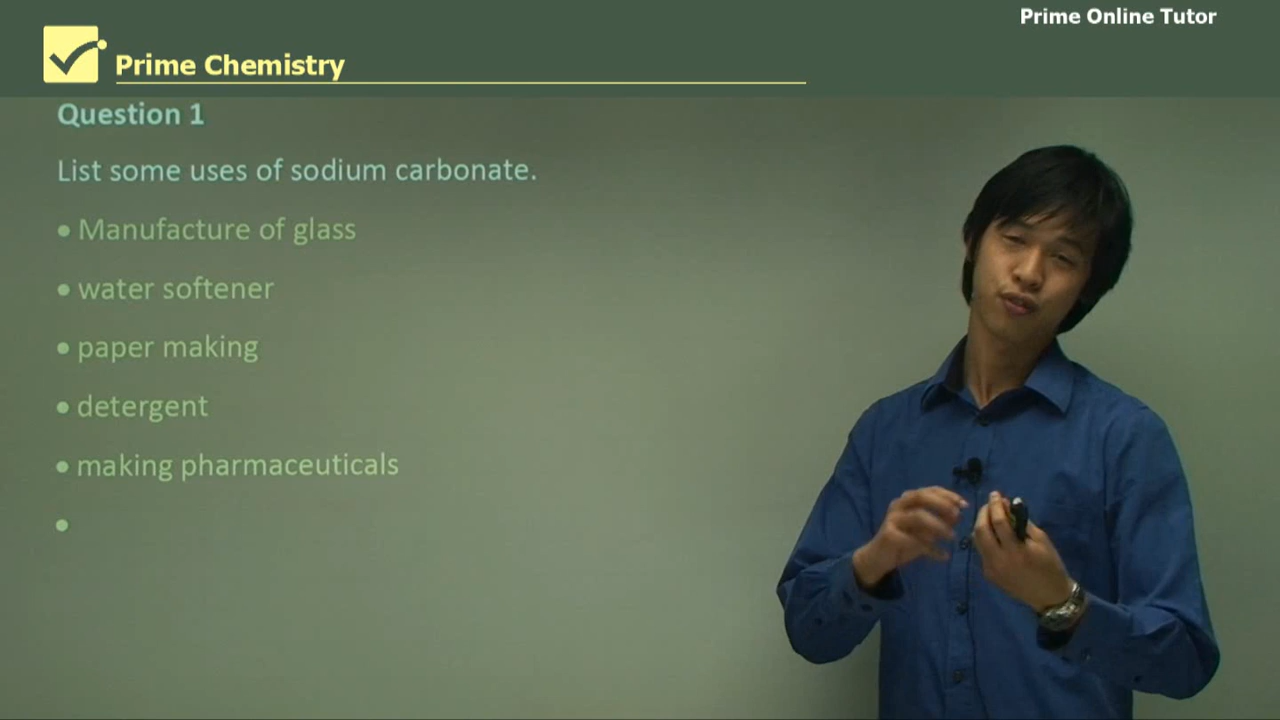 Prime Online Tutor
Prime Chemistry
Question 1
List some uses of sodium carbonate.
• Manufacture of glass
• water softener
• paper making
• detergent
• making pharmaceuticals
•